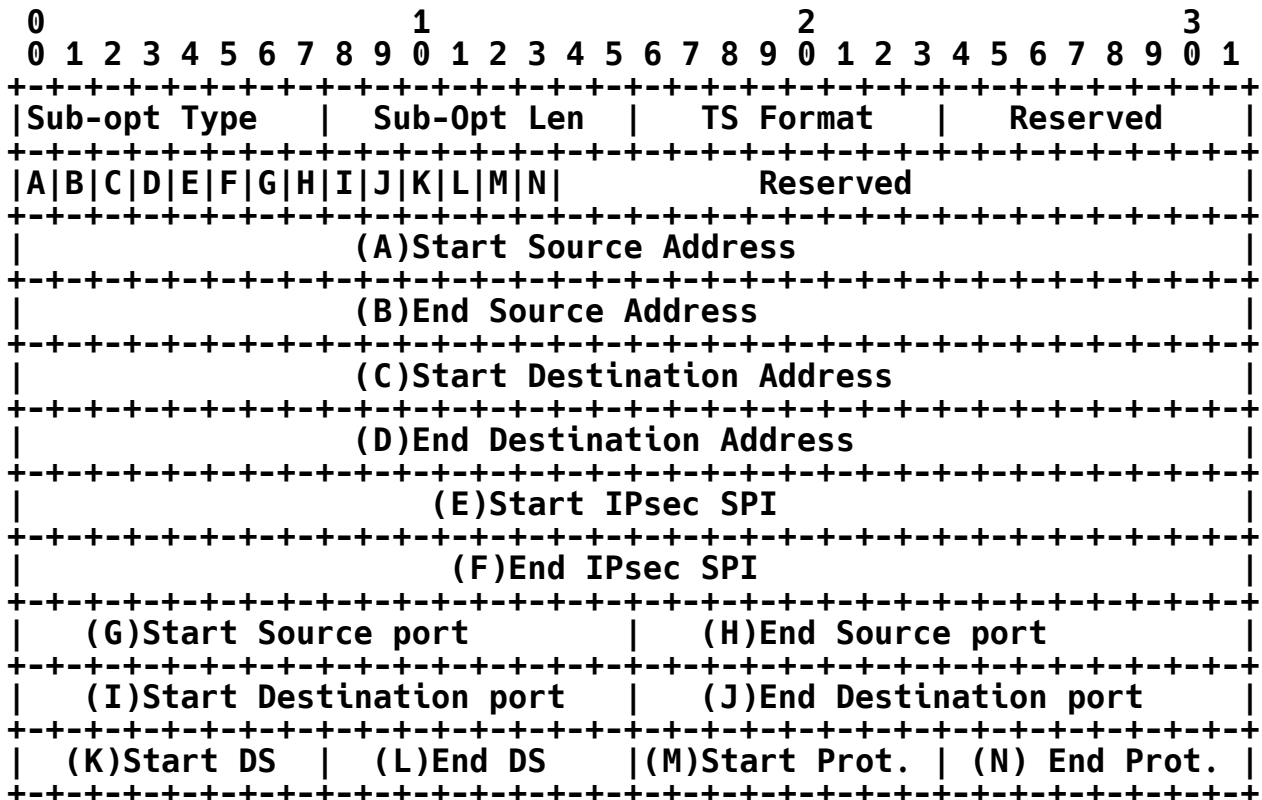 0                   1                   2                   3
 0 1 2 3 4 5 6 7 8 9 0 1 2 3 4 5 6 7 8 9 0 1 2 3 4 5 6 7 8 9 0 1
+-+-+-+-+-+-+-+-+-+-+-+-+-+-+-+-+-+-+-+-+-+-+-+-+-+-+-+-+-+-+-+-+
|Sub-opt Type   |  Sub-Opt Len  |   TS Format   |   Reserved    |
+-+-+-+-+-+-+-+-+-+-+-+-+-+-+-+-+-+-+-+-+-+-+-+-+-+-+-+-+-+-+-+-+
|A|B|C|D|E|F|G|H|I|J|K|L|M|N|          Reserved                 |
+-+-+-+-+-+-+-+-+-+-+-+-+-+-+-+-+-+-+-+-+-+-+-+-+-+-+-+-+-+-+-+-+
|                 (A)Start Source Address                       |
+-+-+-+-+-+-+-+-+-+-+-+-+-+-+-+-+-+-+-+-+-+-+-+-+-+-+-+-+-+-+-+-+
|                 (B)End Source Address                         |
+-+-+-+-+-+-+-+-+-+-+-+-+-+-+-+-+-+-+-+-+-+-+-+-+-+-+-+-+-+-+-+-+
|                 (C)Start Destination Address                  |
+-+-+-+-+-+-+-+-+-+-+-+-+-+-+-+-+-+-+-+-+-+-+-+-+-+-+-+-+-+-+-+-+
|                 (D)End Destination Address                    |
+-+-+-+-+-+-+-+-+-+-+-+-+-+-+-+-+-+-+-+-+-+-+-+-+-+-+-+-+-+-+-+-+
|                     (E)Start IPsec SPI                        |
+-+-+-+-+-+-+-+-+-+-+-+-+-+-+-+-+-+-+-+-+-+-+-+-+-+-+-+-+-+-+-+-+
|                      (F)End IPsec SPI                         |
+-+-+-+-+-+-+-+-+-+-+-+-+-+-+-+-+-+-+-+-+-+-+-+-+-+-+-+-+-+-+-+-+
|   (G)Start Source port        |   (H)End Source port          |
+-+-+-+-+-+-+-+-+-+-+-+-+-+-+-+-+-+-+-+-+-+-+-+-+-+-+-+-+-+-+-+-+
|   (I)Start Destination port   |   (J)End Destination port     |
+-+-+-+-+-+-+-+-+-+-+-+-+-+-+-+-+-+-+-+-+-+-+-+-+-+-+-+-+-+-+-+-+
|  (K)Start DS  |  (L)End DS    |(M)Start Prot. | (N) End Prot. |
+-+-+-+-+-+-+-+-+-+-+-+-+-+-+-+-+-+-+-+-+-+-+-+-+-+-+-+-+-+-+-+-+